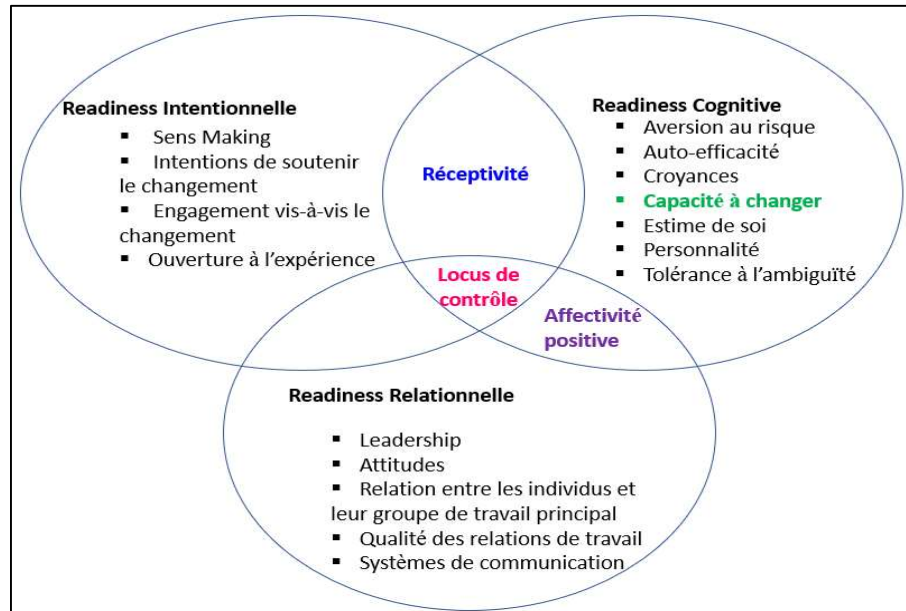 Readiness Intentionnelle
▪ Sens Making
▪ Intentions de soutenir
le changement
▪ Engagement vis-à-vis le
changement
▪ Ouverture à l'expérience
Réceptivité
Readiness Cognitive
▪ Aversion au risque
▪ Auto-efficacité
▪ Croyances
▪ Capacité à changer
▪ Estime de soi
▪ Personnalité
▪ Tolérance à l'ambiguïté
Locus de
contrôle
Affectivité
positive
Readiness Relationnelle
▪ Leadership
▪ Attitudes
▪ Relation entre les individus et
leur groupe de travail principal
▪ Qualité des relations de travail
▪ Systèmes de communication